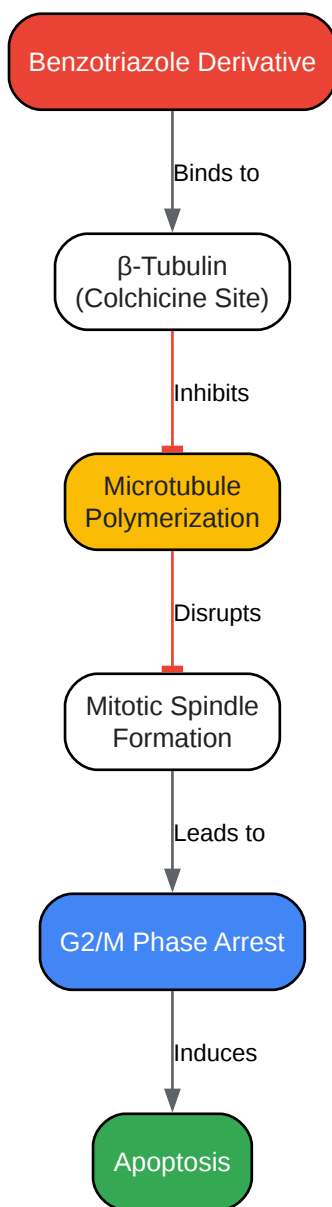 Benzotriazole Derivative
Binds to
β-Tubulin
(Colchicine Site)
Inhibits
Microtubule
Polymerization
Disrupts
Mitotic Spindle
Formation
Leads to
G2/M Phase Arrest
Induces
Apoptosis